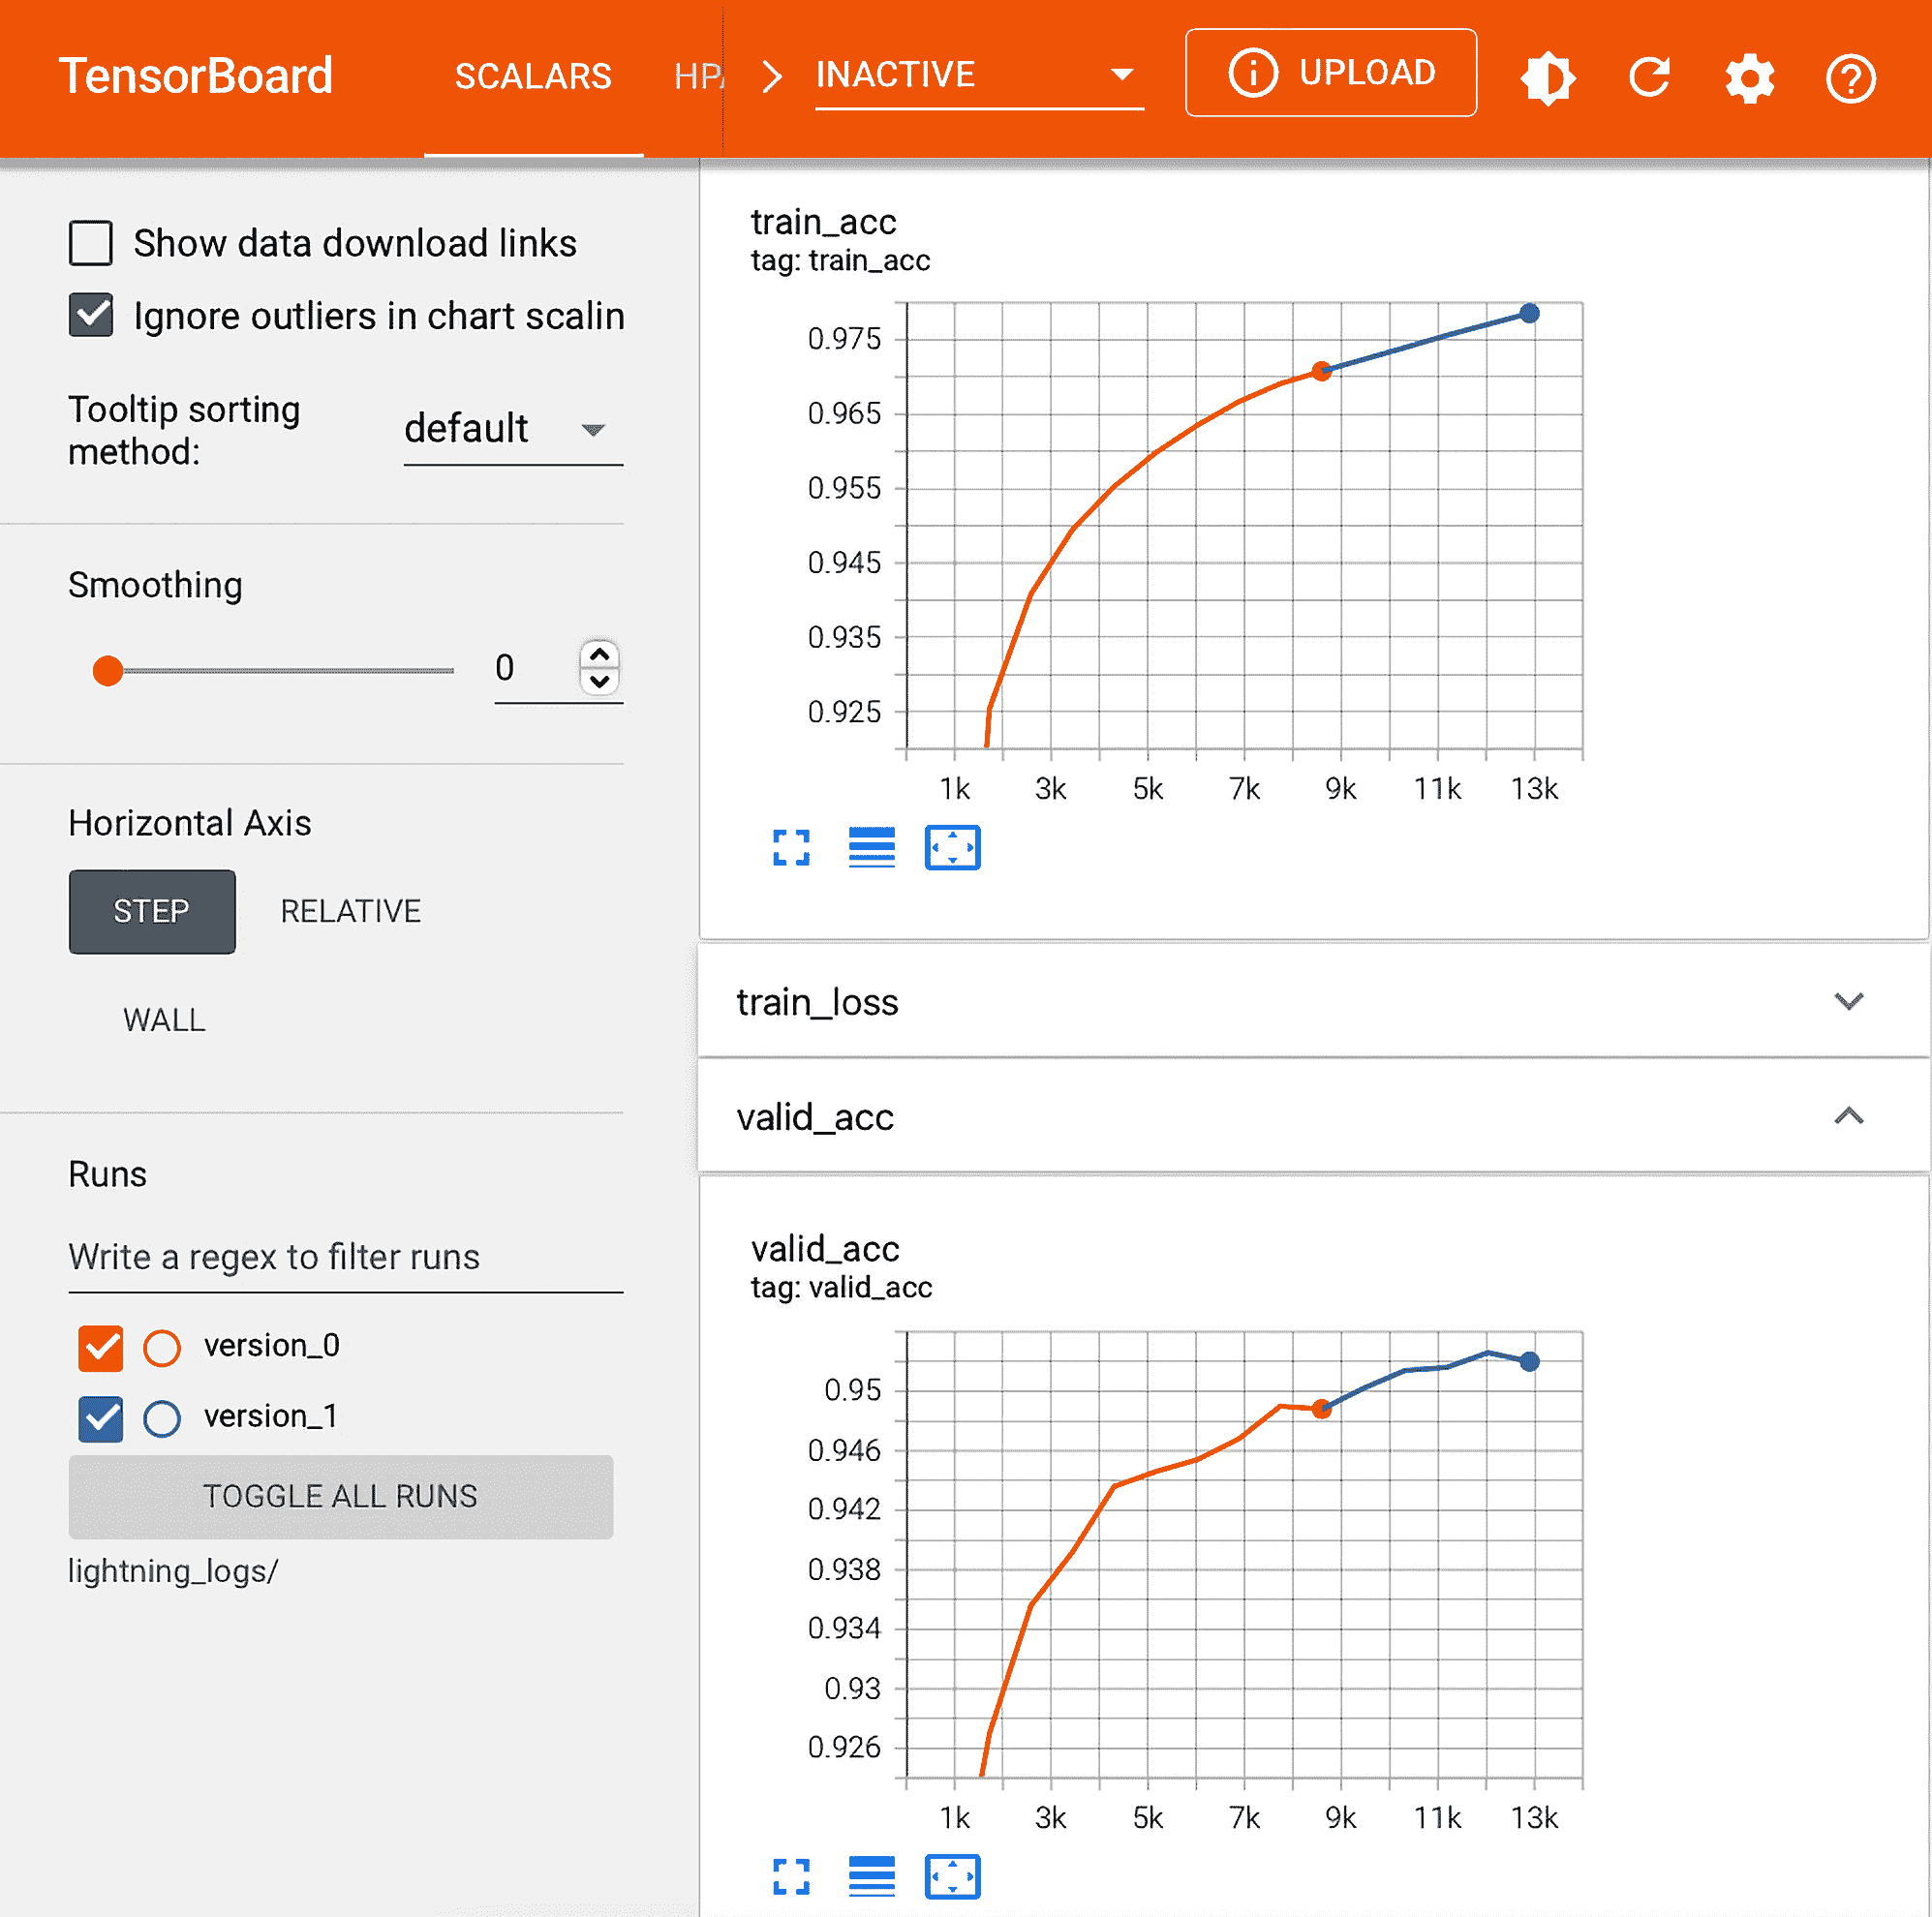 TensorBoard
SCALARS
HPA
INACTIVE
UPLOAD
Show data download links
Ignore outliers in chart scalin
Tooltip sorting
method:
default
Smoothing
0
Horizontal Axis
STEP
RELATIVE
WALL
Runs
Write a regex to filter runs
version_0
version_1
TOGGLE ALL RUNS
lightning_logs/
train_acc
tag: train_acc
0.975
0.965
0.955
0.945
0.935
0.925
1k 3k 5k 7k 9k 11k 13k
train_loss
valid_acc
valid_acc
tag: valid_acc
0.95
0.946
0.942
0.938
0.934
0.93
0.926
1k 3k 5k 7k 9k 11k 13k